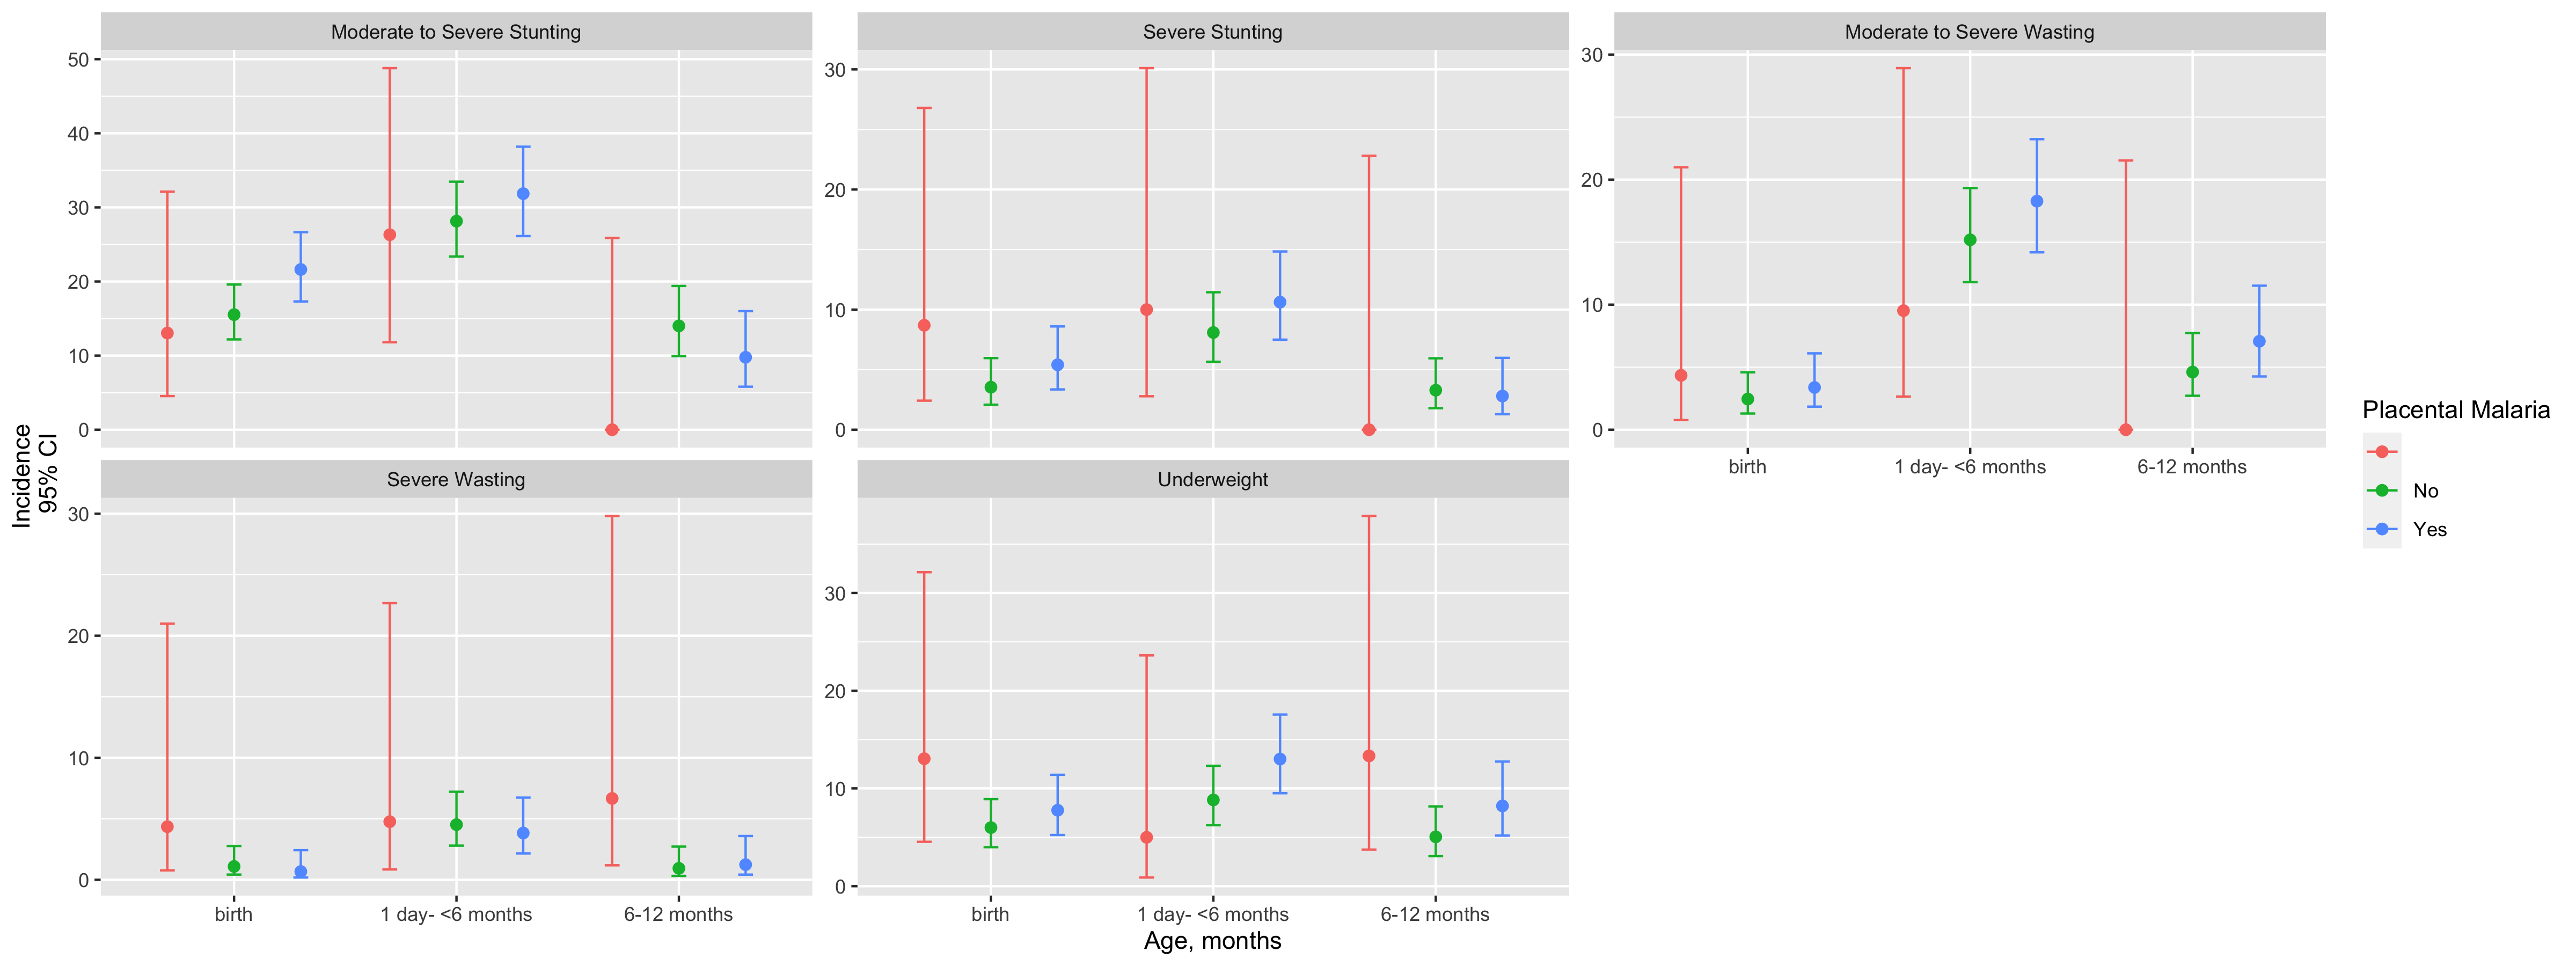 Moderate to Severe Stunting
Severe Stunting
Moderate to Severe Wasting
50
40
30
20
10
0
30
20
10
0
30
20
10
0
birth
1 day- <6 months
6-12 months
Severe Wasting
Underweight
30
20
10
0
30
20
10
0
birth
1 day- <6 months
6-12 months
birth
1 day- <6 months
6-12 months
Incidence
95% CI
Age, months
Placental Malaria
No
Yes